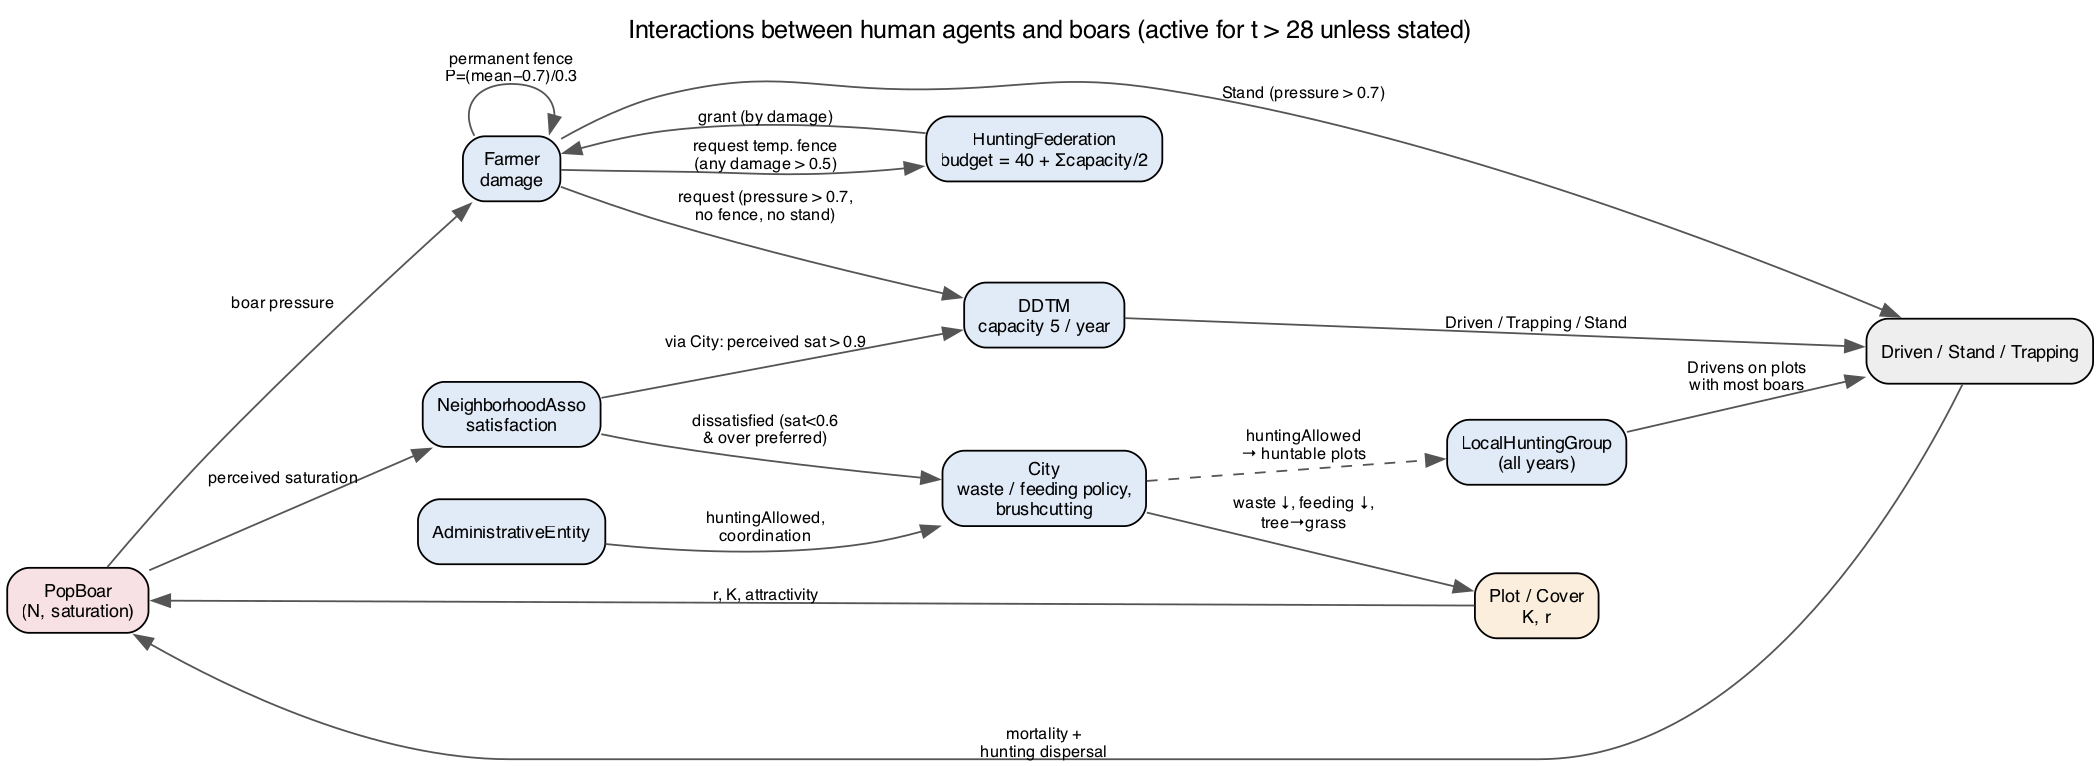 Interactions between human agents and boars (active for t > 28 unless stated)
permanent fence
P=(mean−0.7)/0.3
Stand (pressure > 0.7)
grant (by damage)
HuntingFederation
budget = 40 + Σcapacity/2
request temp. fence
(any damage > 0.5)
Farmer
damage
request (pressure > 0.7,
no fence, no stand)
boar pressure
DDTM
capacity 5 / year
Driven / Trapping / Stand
via City: perceived sat > 0.9
Driven / Stand / Trapping
Drivens on plots
with most boars
NeighborhoodAsso
satisfaction
dissatisfied (sat<0.6
& over preferred)
huntingAllowed
→ huntable plots
LocalHuntingGroup
(all years)
perceived saturation
City
waste / feeding policy,
brushcutting
waste ↓, feeding ↓,
tree→grass
AdministrativeEntity
huntingAllowed,
coordination
PopBoar
(N, saturation)
r, K, attractivity
Plot / Cover
K, r
mortality +
hunting dispersal